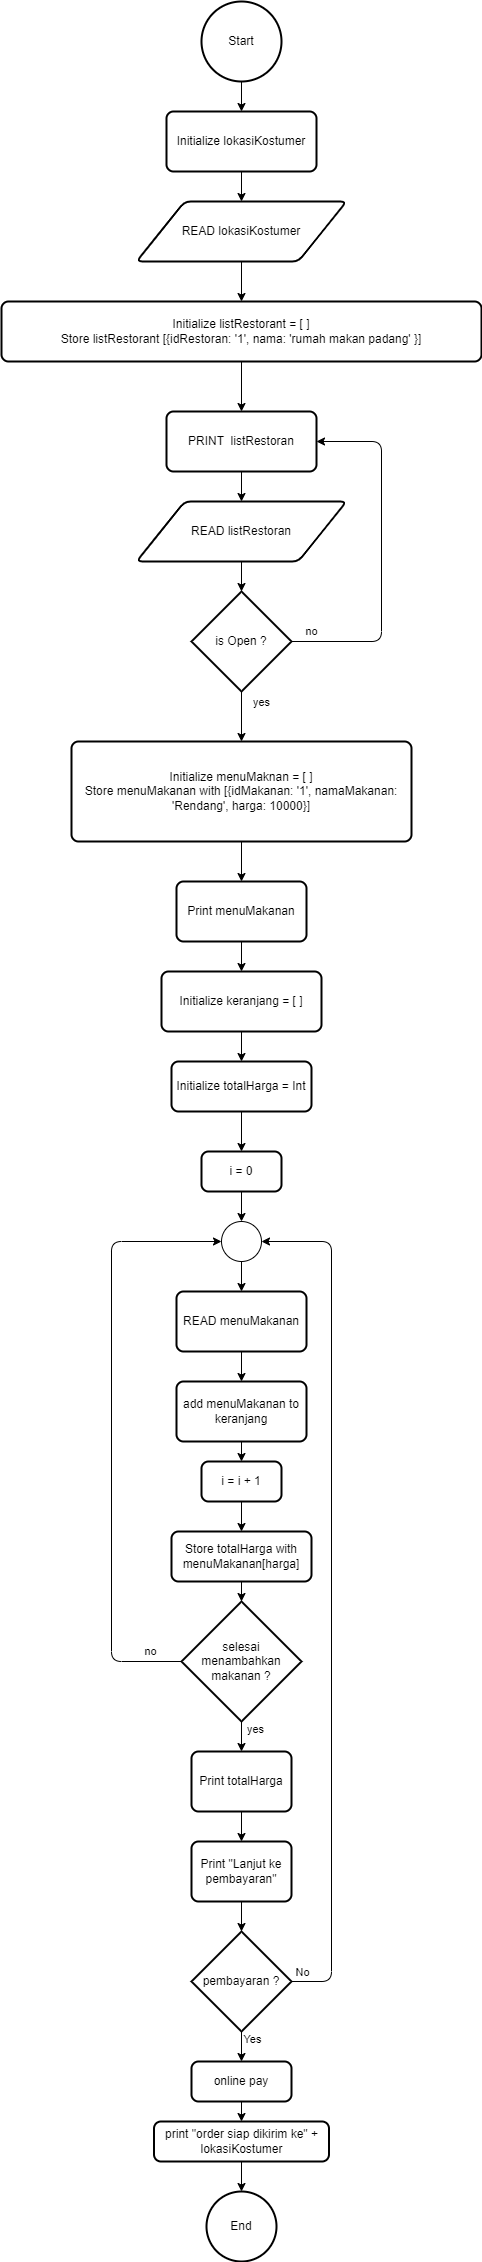 Start
Initialize lokasiKostumer
READ lokasiKostumer
Initialize listRestorant = [ ]
Store listRestorant [{idRestoran: '1', nama: 'rumah makan padang' }]
PRINT  listRestoran
READ listRestoran
is Open ?
no
yes
Initialize menuMaknan = [ ]
Store menuMakanan with [{idMakanan: '1', namaMakanan:
'Rendang', harga: 10000}]
Print menuMakanan
Initialize keranjang = [ ]
Initialize totalHarga = Int
i = 0
READ menuMakanan
add menuMakanan to
keranjang
i = i + 1
Store totalHarga with
menuMakanan[harga]
selesai
menambahkan
makanan ?
no
yes
Print totalHarga
Print "Lanjut ke
pembayaran"
pembayaran ?
No
Yes
online pay
print "order siap dikirim ke" +
lokasiKostumer
End